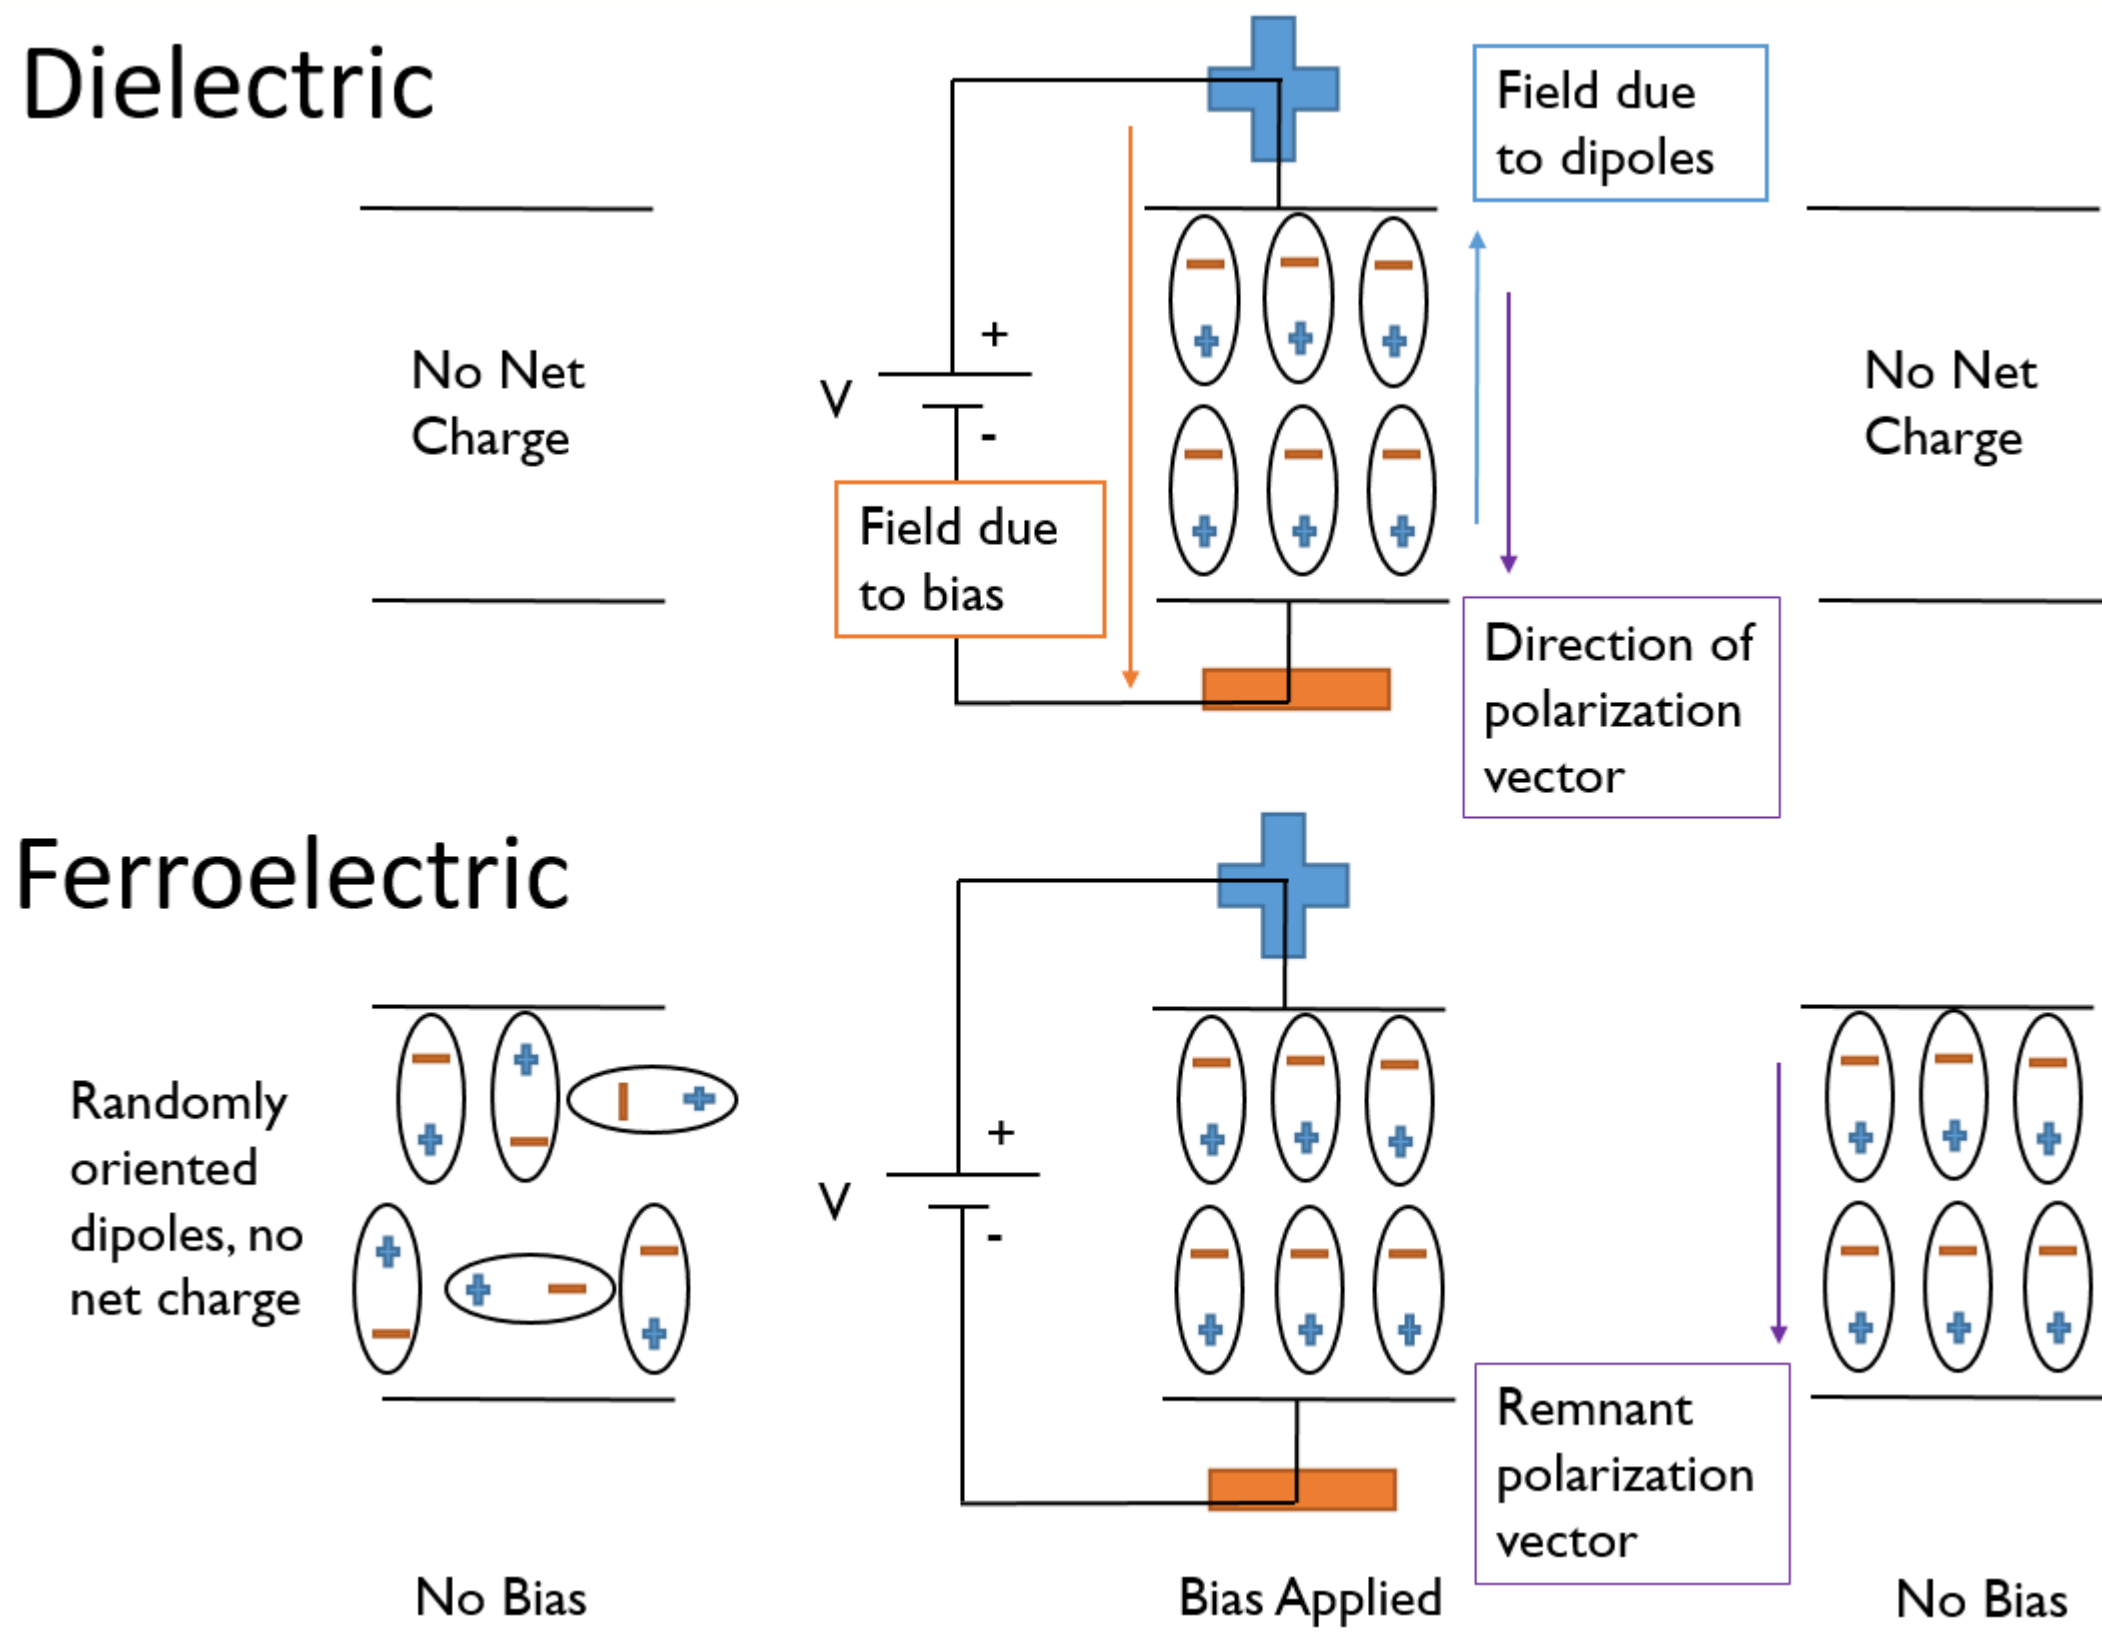 Dielectric
Field due
to dipoles
No Net
Charge
+
V
-
No Net
Charge
Field due
to bias
Direction of
polarization
vector
Ferroelectric
Randomly
oriented
dipoles, no
net charge
+
V
-
Remnant
polarization
vector
No Bias
Bias Applied
No Bias